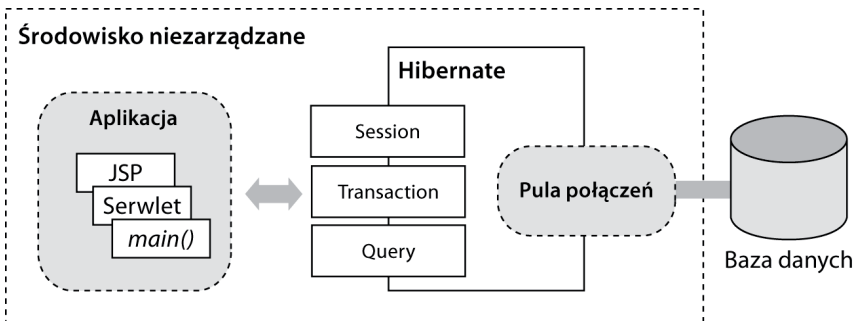 Środowisko niezarządzane
Hibernate
Aplikacja
JSP
Serwlet
main()
Session
Transaction
Query
Pula połączeń
Baza danych